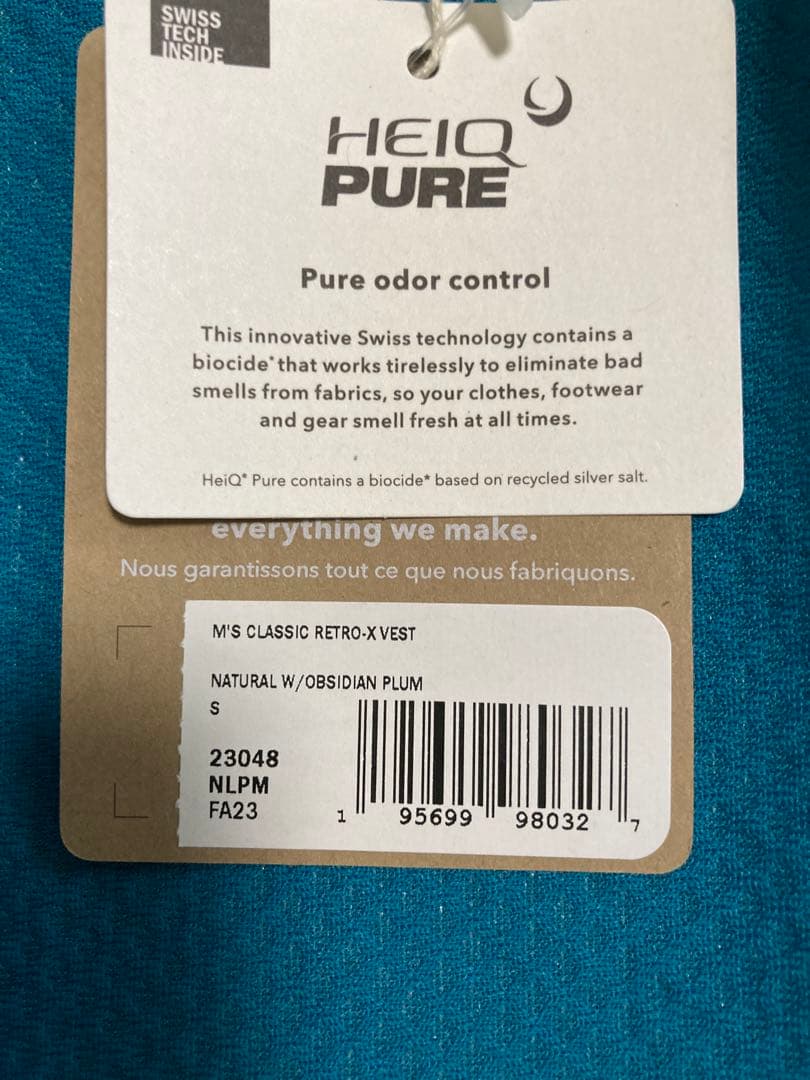 SWISS
TECH
INSIDE
HEIQ
PURE
Pure odor control
This innovative Swiss technology contains a
biocide* that works tirelessly to eliminate bad
smells from fabrics, so your clothes, footwear
and gear smell fresh at all times.
HeiQ® Pure contains a biocide* based on recycled silver salt.
everything we make.
Nous garantissons tout ce que nous fabriquons.
M'S CLASSIC RETRO-X VEST
NATURAL W/OBSIDIAN PLUM
S
23048
NLPM
FA23
1 95699 98032 7